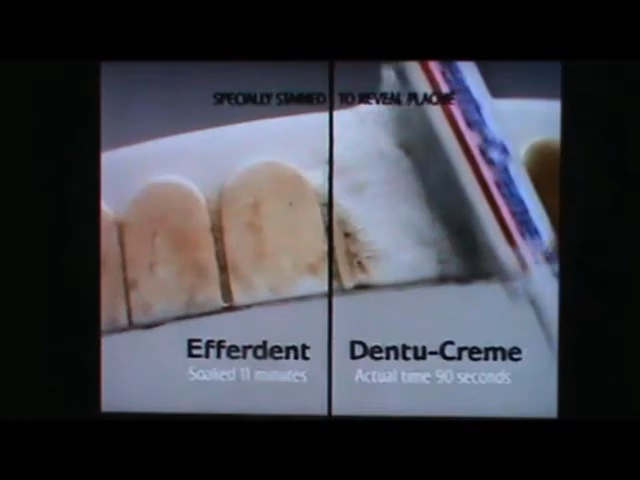 SPECIALLY STAINED TO REVEAL PLAQUE
Efferdent
Soaked 11 minutes
Dentu-Creme
Actual time 90 seconds